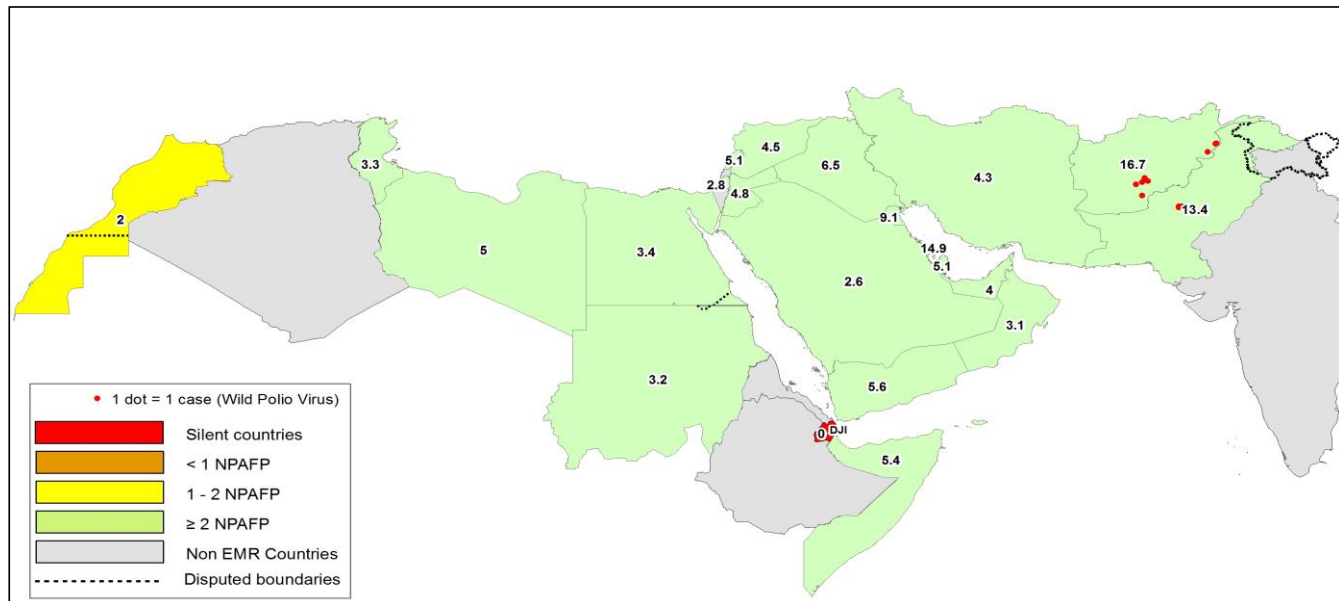 4.5
5.1
3.3
6.5
16.7
4.3
2.8
4.8
2
9.1
13.4
5
3.4
14.9
5.1
2.6
4
3.1
3.2
5.6
0
DJI
5.4
1 dot = 1 case (Wild Polio Virus)
Silent countries
< 1 NPAFP
1 - 2 NPAFP
≥ 2 NPAFP
Non EMR Countries
Disputed boundaries